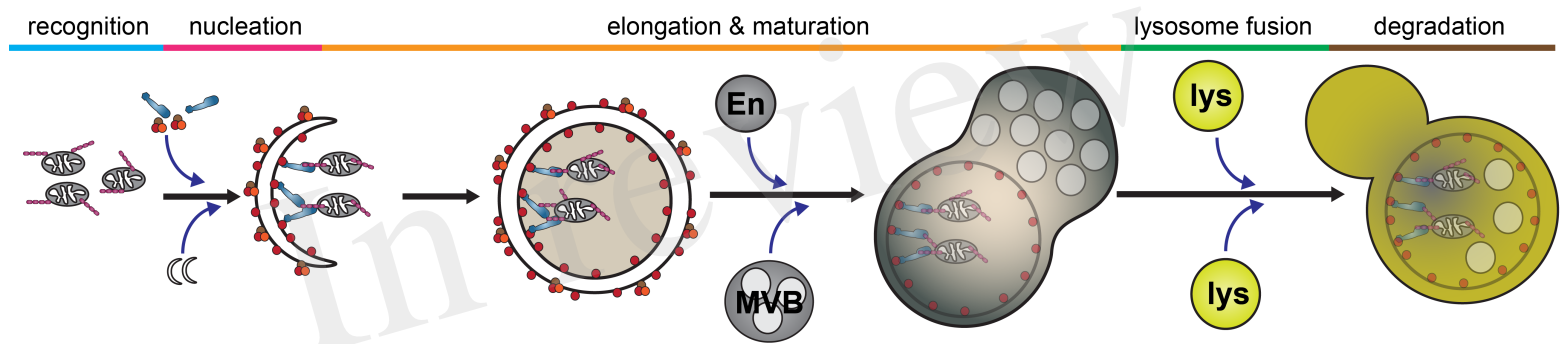 recognition nucleation elongation & maturation lysosome fusion degradation
En
lys
MVB
lys
In review